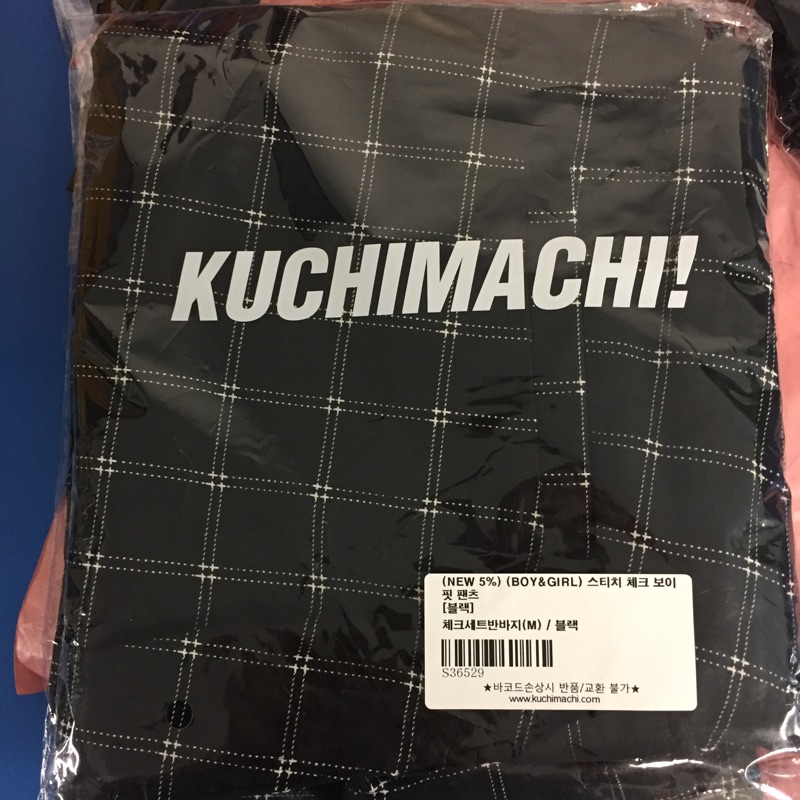 KUCHIMACHI!
(NEW 5%) (BOY&GIRL) 스티치 체크 보이
핏 팬츠
[블랙]
체크세트반바지(M) / 블랙
S36529
★바코드손상시 반품/교환 불가★
www.kuchimachi.com